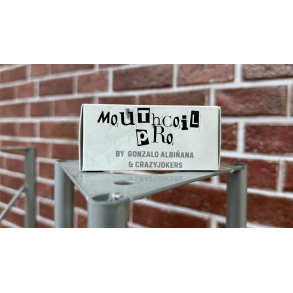 MoUthcoil
PRO
BY GONZALO ALBIÑANA
& CRAZYJOKERS